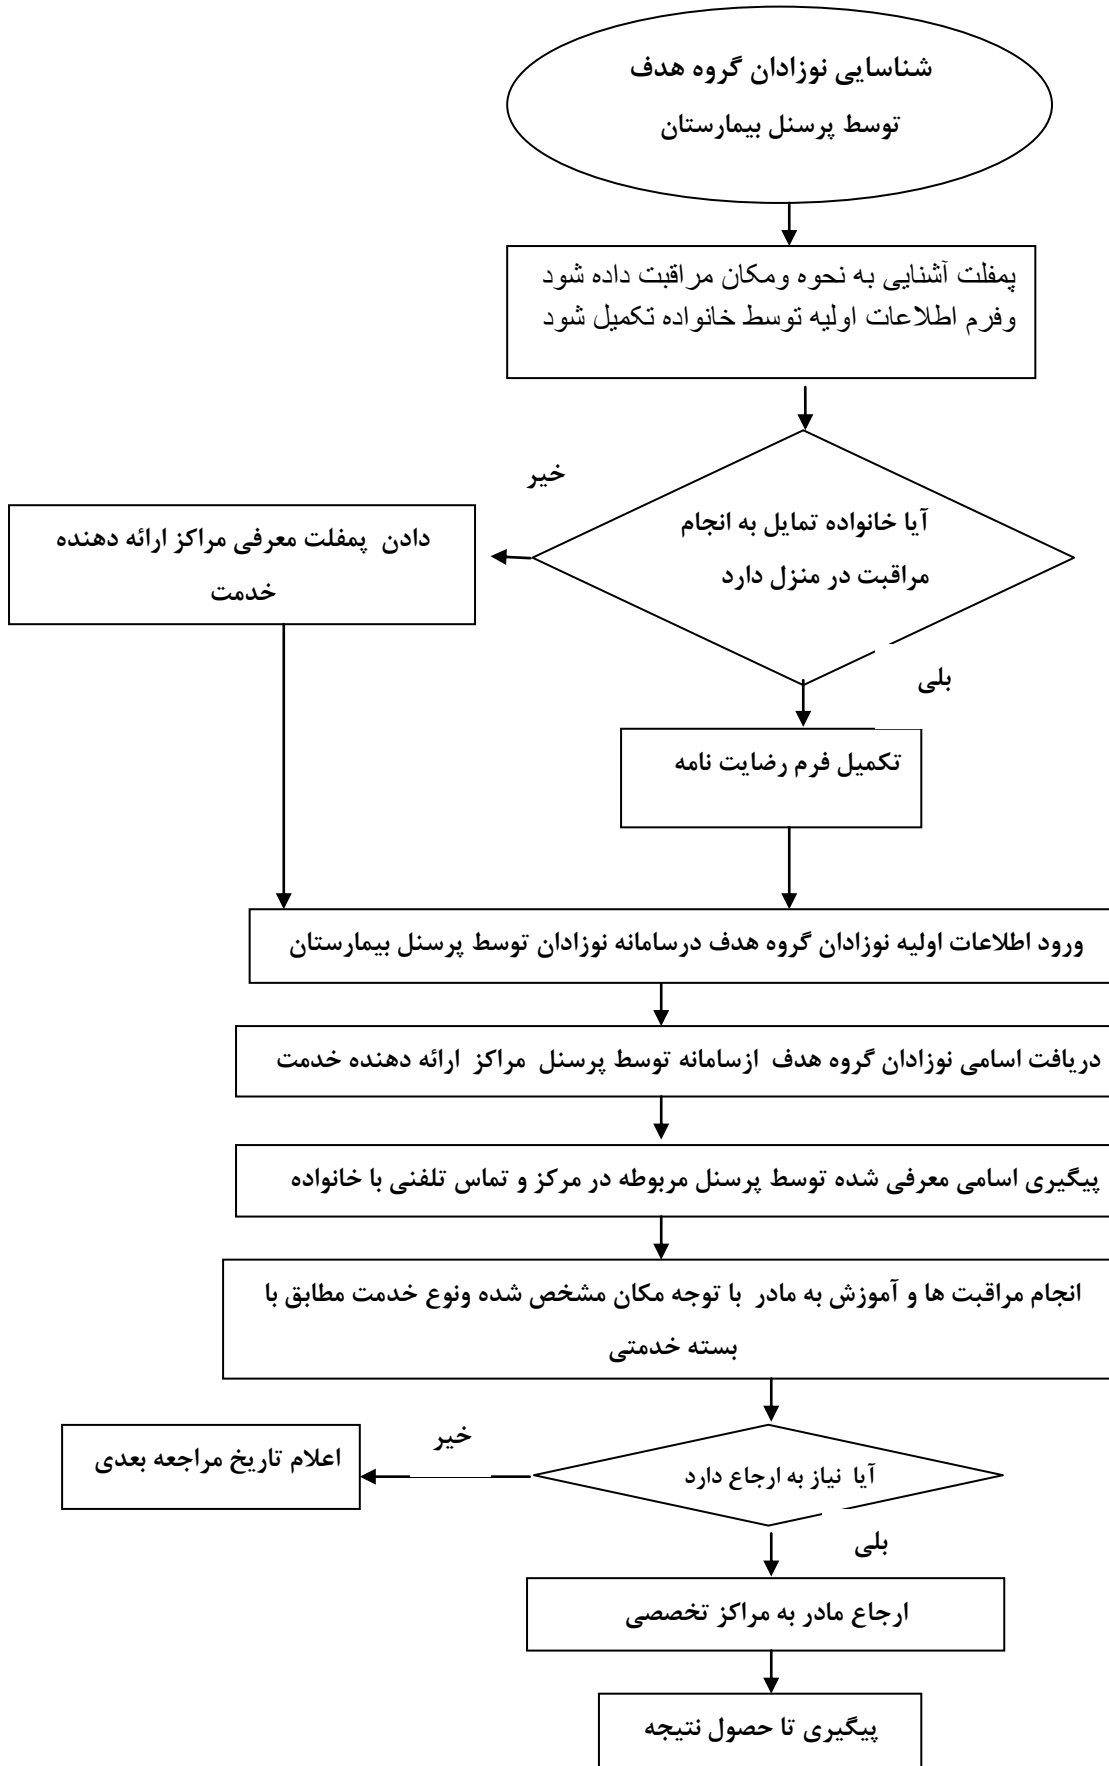 شناسایی نوزادان گروه هدف
توسط پرسنل بیمارستان
پمفلت آشنایی به نحوه ومکان مراقبت داده شود
وفرم اطلاعات اولیه توسط خانواده تکمیل شود
آیا خانواده تمایل به انجام
مراقبت در منزل دارد
خیر
دادن پمفلت معرفی مراکز ارائه دهنده
خدمت
بلی
تکمیل فرم رضایت نامه
ورود اطلاعات اولیه نوزادان گروه هدف درسامانه نوزادان توسط پرسنل بیمارستان
دریافت اسامی نوزادان گروه هدف ازسامانه توسط پرسنل مراکز ارائه دهنده خدمت
پیگیری اسامی معرفی شده توسط پرسنل مربوطه در مرکز و تماس تلفنی با خانواده
انجام مراقبت ها و آموزش به مادر با توجه مکان مشخص شده ونوع خدمت مطابق با
بسته خدمتی
آیا نیاز به ارجاع دارد
خیر
اعلام تاریخ مراجعه بعدی
بلی
ارجاع مادر به مراکز تخصصی
پیگیری تا حصول نتیجه